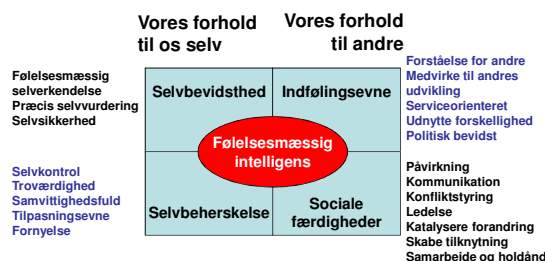 Vores forhold
til os selv
Vores forhold
til andre
Følelsesmæssig
selverkendelse
Præcis selvvurdering
Selvsikkerhed
Selvbevidsthed
Indfølingsevne
Forståelse for andre
Medvirke til andres
udvikling
Serviceorienteret
Udnytte forskellighed
Politisk bevidst
Følelsesmæssig
intelligens
Selvkontrol
Troværdighed
Samvittighedsfuld
Tilpasningsevne
Fornyelse
Selvbeherskelse
Sociale
færdigheder
Påvirkning
Kommunikation
Konfliktstyring
Ledelse
Katalysere forandring
Skabe tilknytning
Samarbejde og holdånd